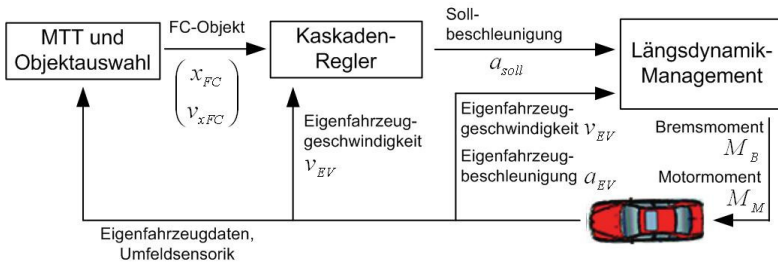 MTT und
Objektauswahl
FC-Objekt
x_FC
v_xFC
Kaskaden-
Regler
Soll-
beschleunigung
a_soll
Längsdynamik-
Management
Eigenfahrzeug-
geschwindigkeit
v_EV
Eigenfahrzeug-
geschwindigkeit v_EV
Eigenfahrzeug-
beschleunigung a_EV
Bremsmoment
M_B
Motormoment
M_M
Eigenfahrzeugdaten,
Umfeldsensorik